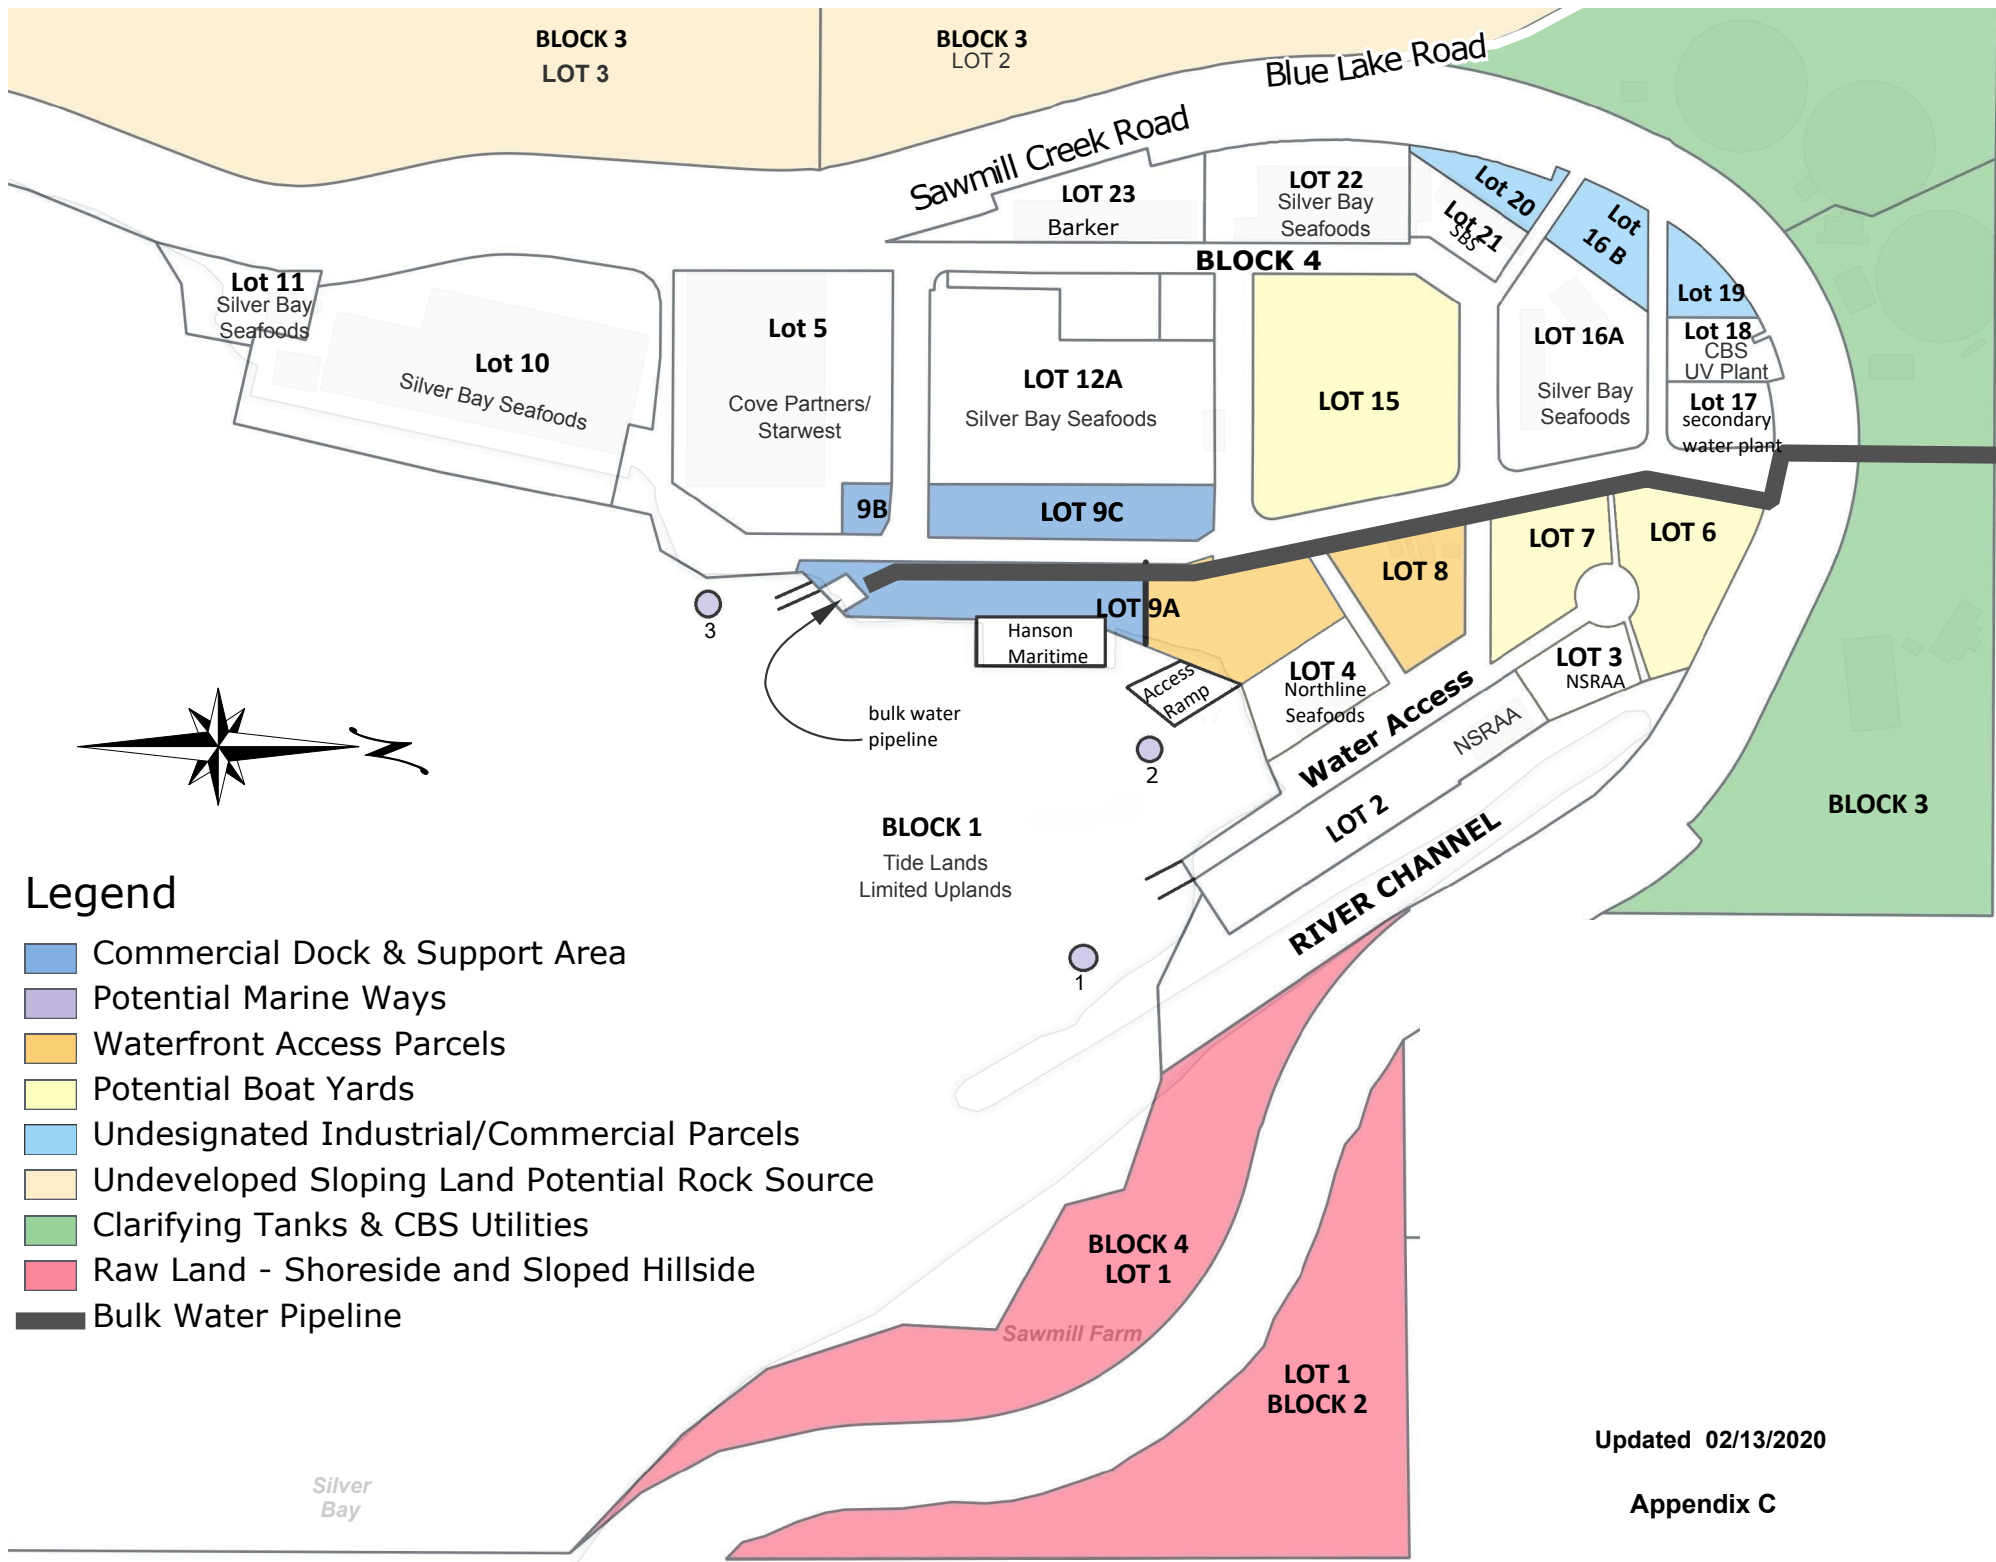 BLOCK 3
LOT 3
BLOCK 3
LOT 2
Blue Lake Road
Sawmill Creek Road
LOT 23
Barker
LOT 22
Silver Bay
Seafoods
Lot 20
Lot 21
SBS
Lot
16 B
BLOCK 4
Lot 11
Silver Bay
Seafoods
Lot 10
Silver Bay Seafoods
Lot 5
Cove Partners/
Starwest
LOT 12A
Silver Bay Seafoods
LOT 15
LOT 16A
Silver Bay
Seafoods
Lot 19
Lot 18
CBS
UV Plant
Lot 17
secondary
water plant
9B
LOT 9C
LOT 9A
LOT 8
LOT 7
LOT 6
3
Hanson
Maritime
Access
Ramp
LOT 4
Northline
Seafoods
LOT 3
NSRAA
Water Access
NSRAA
LOT 2
RIVER CHANNEL
bulk water
pipeline
2
BLOCK 1
Tide Lands
Limited Uplands
1
BLOCK 3
N
Legend
Commercial Dock & Support Area
Potential Marine Ways
Waterfront Access Parcels
Potential Boat Yards
Undesignated Industrial/Commercial Parcels
Undeveloped Sloping Land Potential Rock Source
Clarifying Tanks & CBS Utilities
Raw Land - Shoreside and Sloped Hillside
Bulk Water Pipeline
BLOCK 4
LOT 1
Sawmill Farm
LOT 1
BLOCK 2
Silver
Bay
Updated 02/13/2020
Appendix C